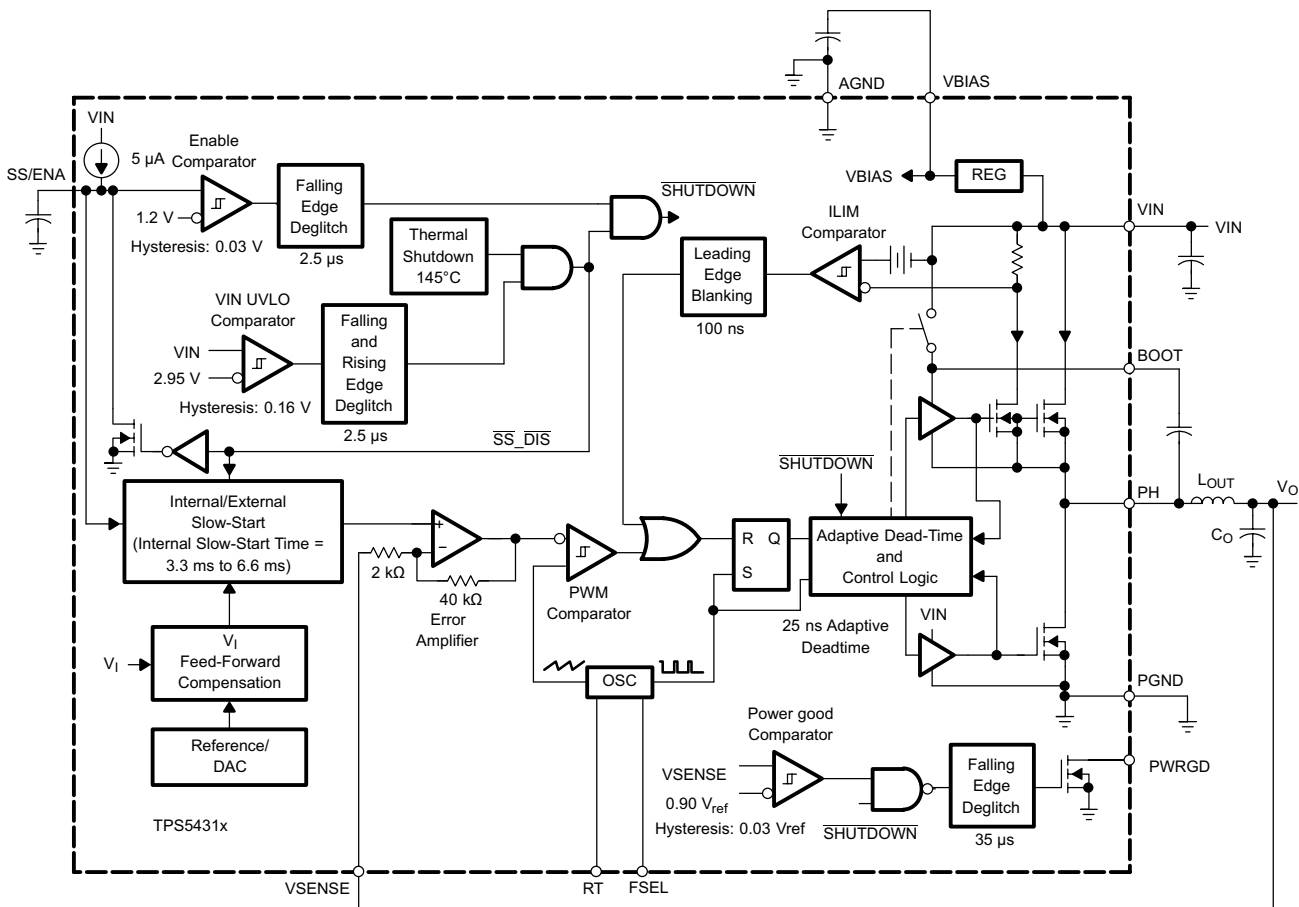 AGND
VBIAS
VIN
5 µA
Enable
Comparator
SS/ENA
1.2 V
Hysteresis: 0.03 V
Falling
Edge
Deglitch
2.5 µs
SHUTDOWN
Thermal
Shutdown
145°C
VIN UVLO
Comparator
VIN
2.95 V
Hysteresis: 0.16 V
Falling
and
Rising
Edge
Deglitch
2.5 µs
SS_DIS
VBIAS
REG
ILIM
Comparator
Leading
Edge
Blanking
100 ns
VIN
VIN
BOOT
PH
LOUT
VO
CO
Internal/External
Slow-Start
(Internal Slow-Start Time =
3.3 ms to 6.6 ms)
+
−
2 kΩ
40 kΩ
Error
Amplifier
PWM
Comparator
R Q
S
SHUTDOWN
Adaptive Dead-Time
and
Control Logic
25 ns Adaptive
Deadtime
VIN
VI
VI
Feed-Forward
Compensation
Reference/
DAC
TPS5431x
OSC
PGND
Power good
Comparator
VSENSE
0.90 Vref
Hysteresis: 0.03 Vref
SHUTDOWN
Falling
Edge
Deglitch
35 µs
PWRGD
VSENSE
RT
FSEL